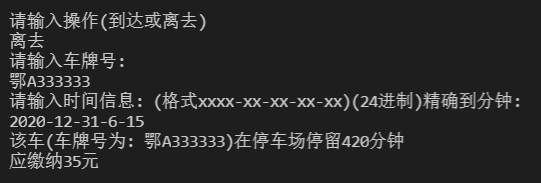 请输入操作(到达或离去)
离去
请输入车牌号:
鄂A333333
请输入时间信息: (格式xxxx-xx-xx-xx-xx)(24进制)精确到分钟:
2020-12-31-6-15
该车(车牌号为: 鄂A333333)在停车场停留420分钟
应缴纳35元